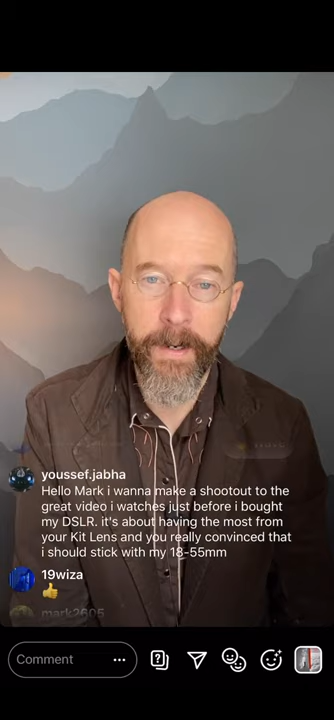 youssef.jabha
Hello Mark i wanna make a shootout to the
great video i watches just before i bought
my DSLR. it's about having the most from
your Kit Lens and you really convinced that
i should stick with my 18-55mm
19wiza
👍
mark2605
Comment